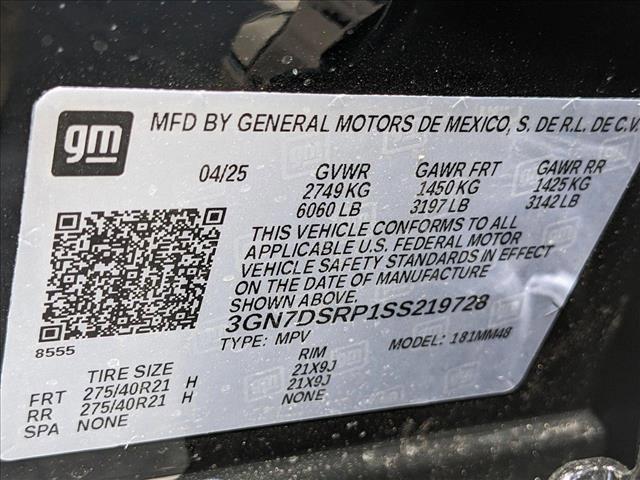 gm
MFD BY GENERAL MOTORS DE MEXICO, S. DE R.L. DE C.V.
04/25 GVWR GAWR FRT GAWR RR
2749 KG 1450 KG 1425 KG
6060 LB 3197 LB 3142 LB
THIS VEHICLE CONFORMS TO ALL
APPLICABLE U.S. FEDERAL MOTOR
VEHICLE SAFETY STANDARDS IN EFFECT
ON THE DATE OF MANUFACTURE
SHOWN ABOVE
3GN7DSRP1SS219728
8555 TYPE: MPV MODEL: 181MM48
TIRE SIZE RIM
FRT 275/40R21 H 21X9J
RR 275/40R21 H 21X9J
SPA NONE NONE